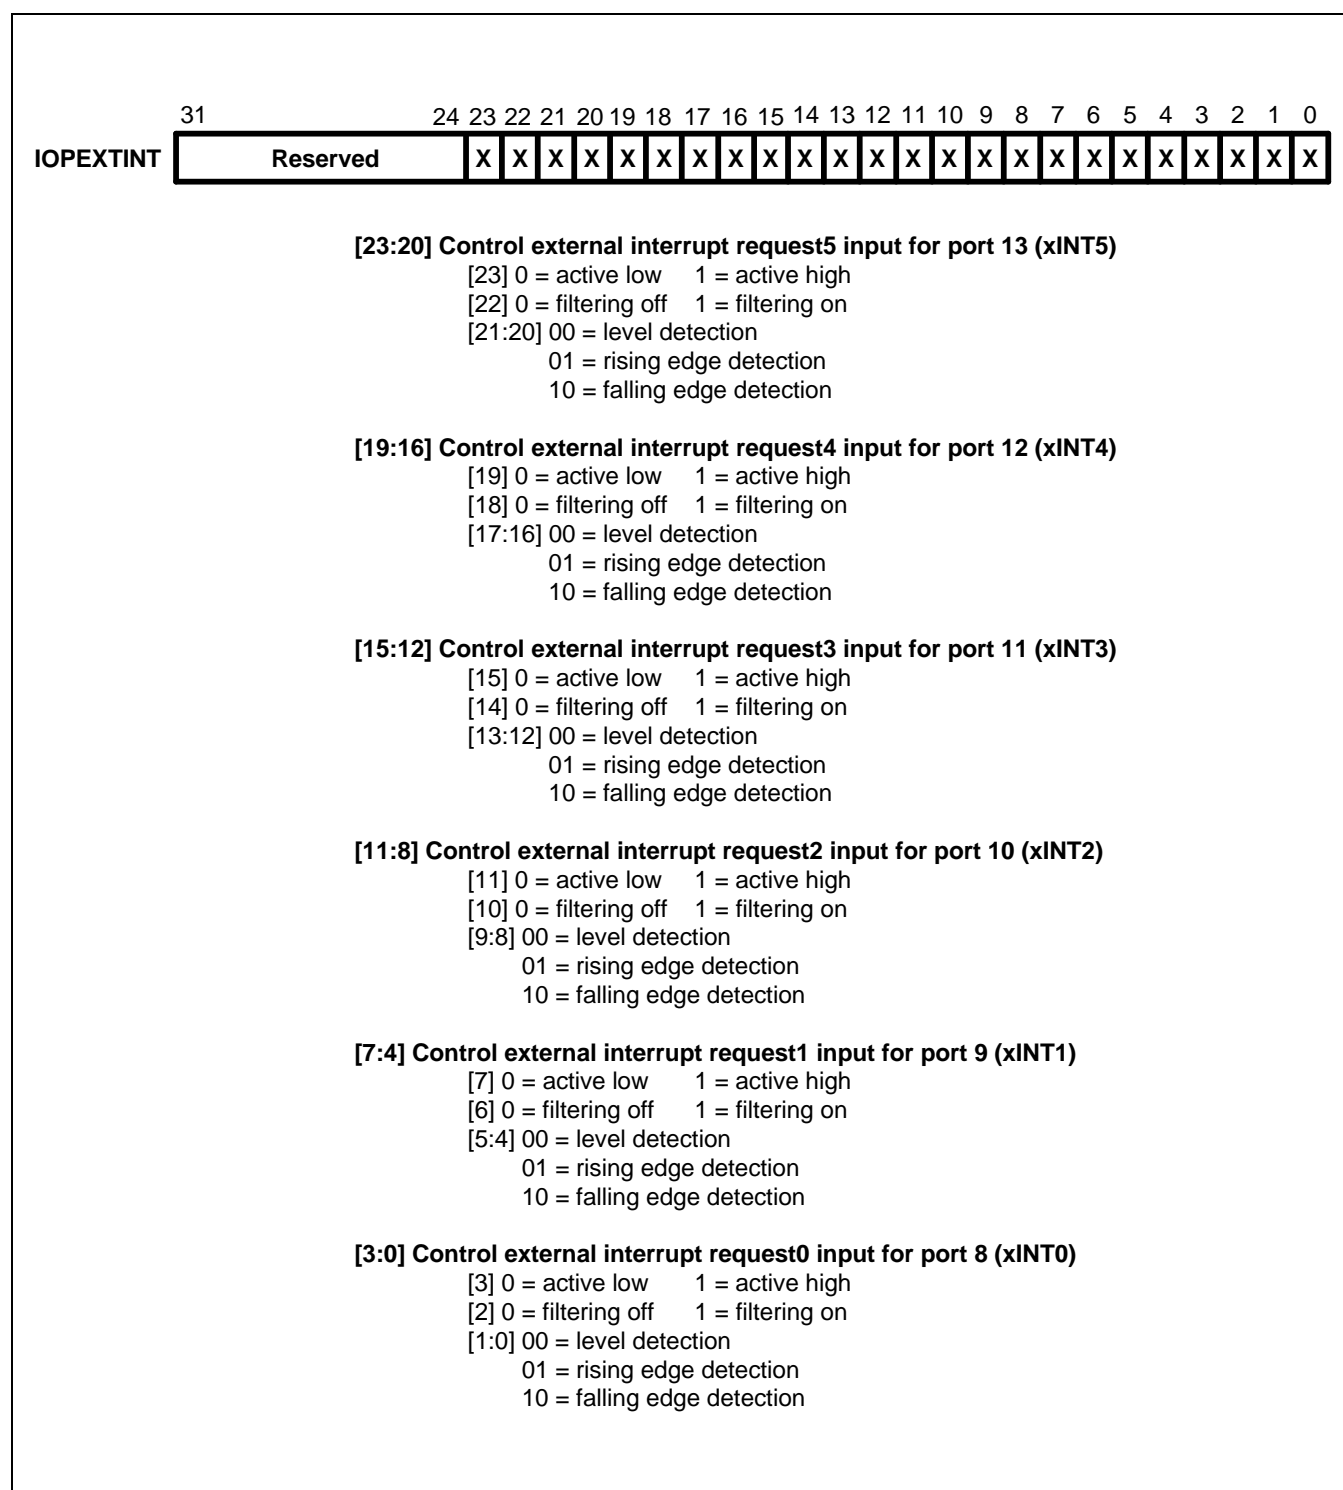 31 24 23 22 21 20 19 18 17 16 15 14 13 12 11 10 9 8 7 6 5 4 3 2 1 0
IOPEXTINT Reserved X X X X X X X X X X X X X X X X X X X X X X X X
[23:20] Control external interrupt request5 input for port 13 (xINT5)
[23] 0 = active low 1 = active high
[22] 0 = filtering off 1 = filtering on
[21:20] 00 = level detection
01 = rising edge detection
10 = falling edge detection
[19:16] Control external interrupt request4 input for port 12 (xINT4)
[19] 0 = active low 1 = active high
[18] 0 = filtering off 1 = filtering on
[17:16] 00 = level detection
01 = rising edge detection
10 = falling edge detection
[15:12] Control external interrupt request3 input for port 11 (xINT3)
[15] 0 = active low 1 = active high
[14] 0 = filtering off 1 = filtering on
[13:12] 00 = level detection
01 = rising edge detection
10 = falling edge detection
[11:8] Control external interrupt request2 input for port 10 (xINT2)
[11] 0 = active low 1 = active high
[10] 0 = filtering off 1 = filtering on
[9:8] 00 = level detection
01 = rising edge detection
10 = falling edge detection
[7:4] Control external interrupt request1 input for port 9 (xINT1)
[7] 0 = active low 1 = active high
[6] 0 = filtering off 1 = filtering on
[5:4] 00 = level detection
01 = rising edge detection
10 = falling edge detection
[3:0] Control external interrupt request0 input for port 8 (xINT0)
[3] 0 = active low 1 = active high
[2] 0 = filtering off 1 = filtering on
[1:0] 00 = level detection
01 = rising edge detection
10 = falling edge detection